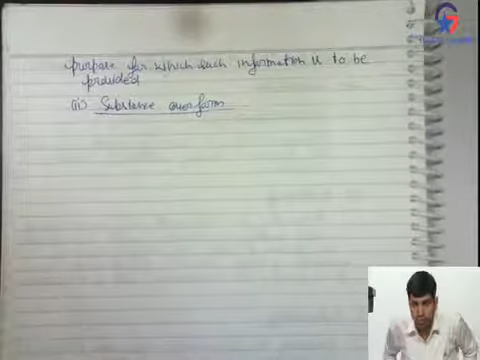 purpose for which such information is to be
provided
(ii) Substance over form